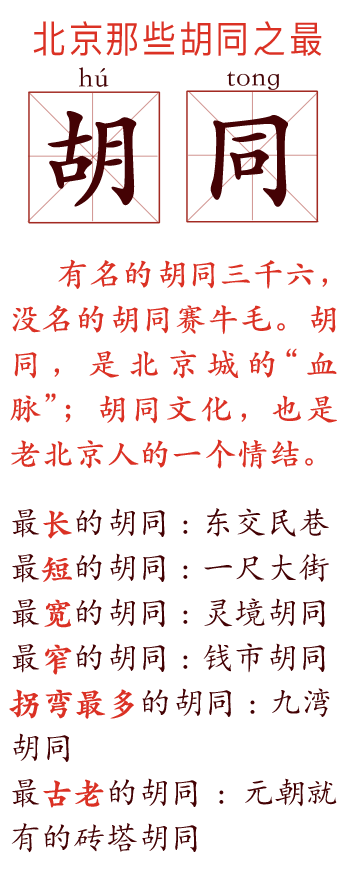 北京那些胡同之最
hú tong
胡 同
有名的胡同三千六，
没名的胡同赛牛毛。胡
同，是北京城的“血
脉”；胡同文化，也是
老北京人的一个情结。
最长的胡同：东交民巷
最短的胡同：一尺大街
最宽的胡同：灵境胡同
最窄的胡同：钱市胡同
拐弯最多的胡同：九湾
胡同
最古老的胡同：元朝就
有的砖塔胡同